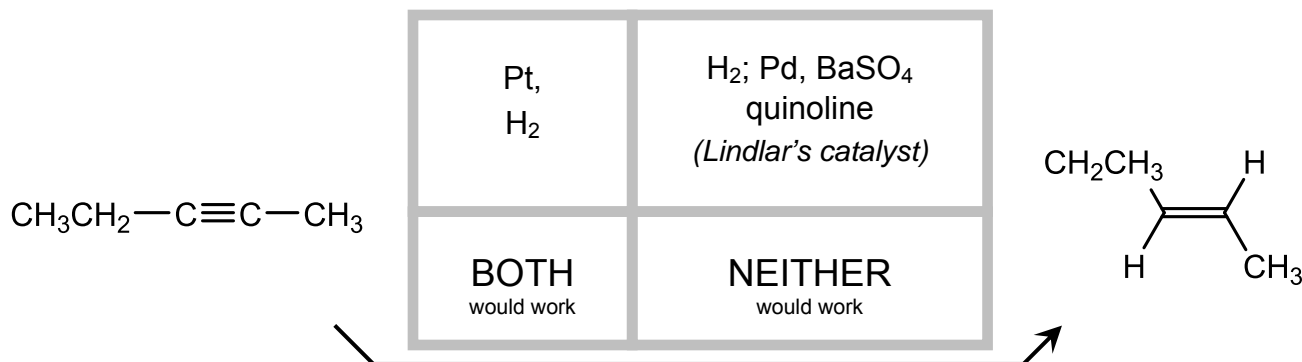 CH₃CH₂—C≡C—CH₃
Pt,
H₂
H₂; Pd, BaSO₄
quinoline
(Lindlar's catalyst)
BOTH
would work
NEITHER
would work
CH₂CH₃
H
H
CH₃